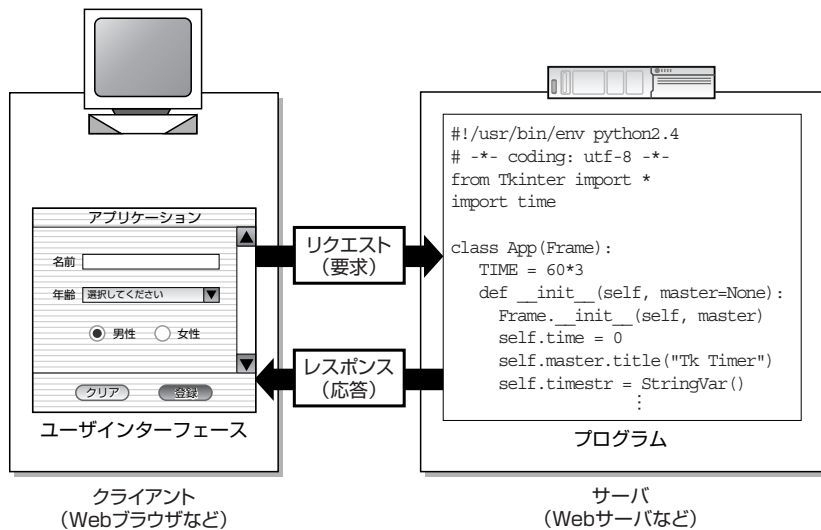 アプリケーション
名前
年齢 選択してください
男性 女性
クリア 登録
ユーザインターフェース
クライアント
(Webブラウザなど)
リクエスト
(要求)
レスポンス
(応答)
#!/usr/bin/env python2.4
# -*- coding: utf-8 -*-
from Tkinter import *
import time
class App(Frame):
TIME = 60*3
def __init__(self, master=None):
Frame.__init__(self, master)
self.time = 0
self.master.title("Tk Timer")
self.timestr = StringVar()
⋮
プログラム
サーバ
(Webサーバなど)